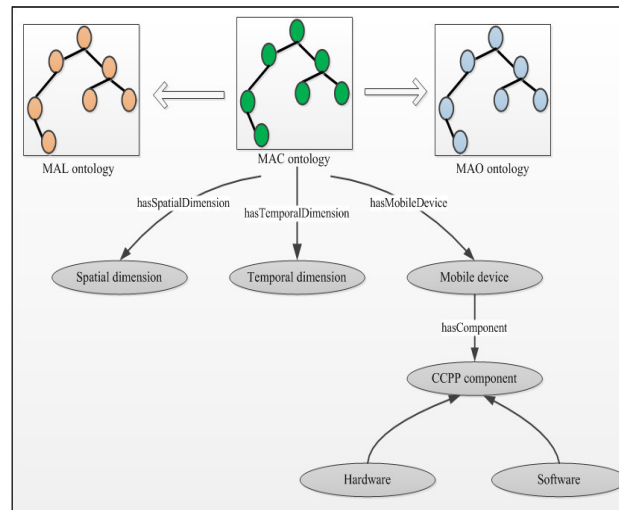 MAL ontology
MAC ontology
MAO ontology
hasSpatialDimension
hasTemporalDimension
hasMobileDevice
Spatial dimension
Temporal dimension
Mobile device
hasComponent
CCPP component
Hardware
Software